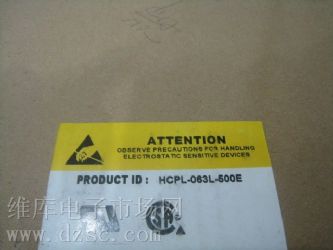 ATTENTION
OBSERVE PRECAUTIONS FOR HANDLING
ELECTROSTATIC SENSITIVE DEVICES
PRODUCT ID : HCPL-063L-500E
维库电子市场网
www.dzsc.com